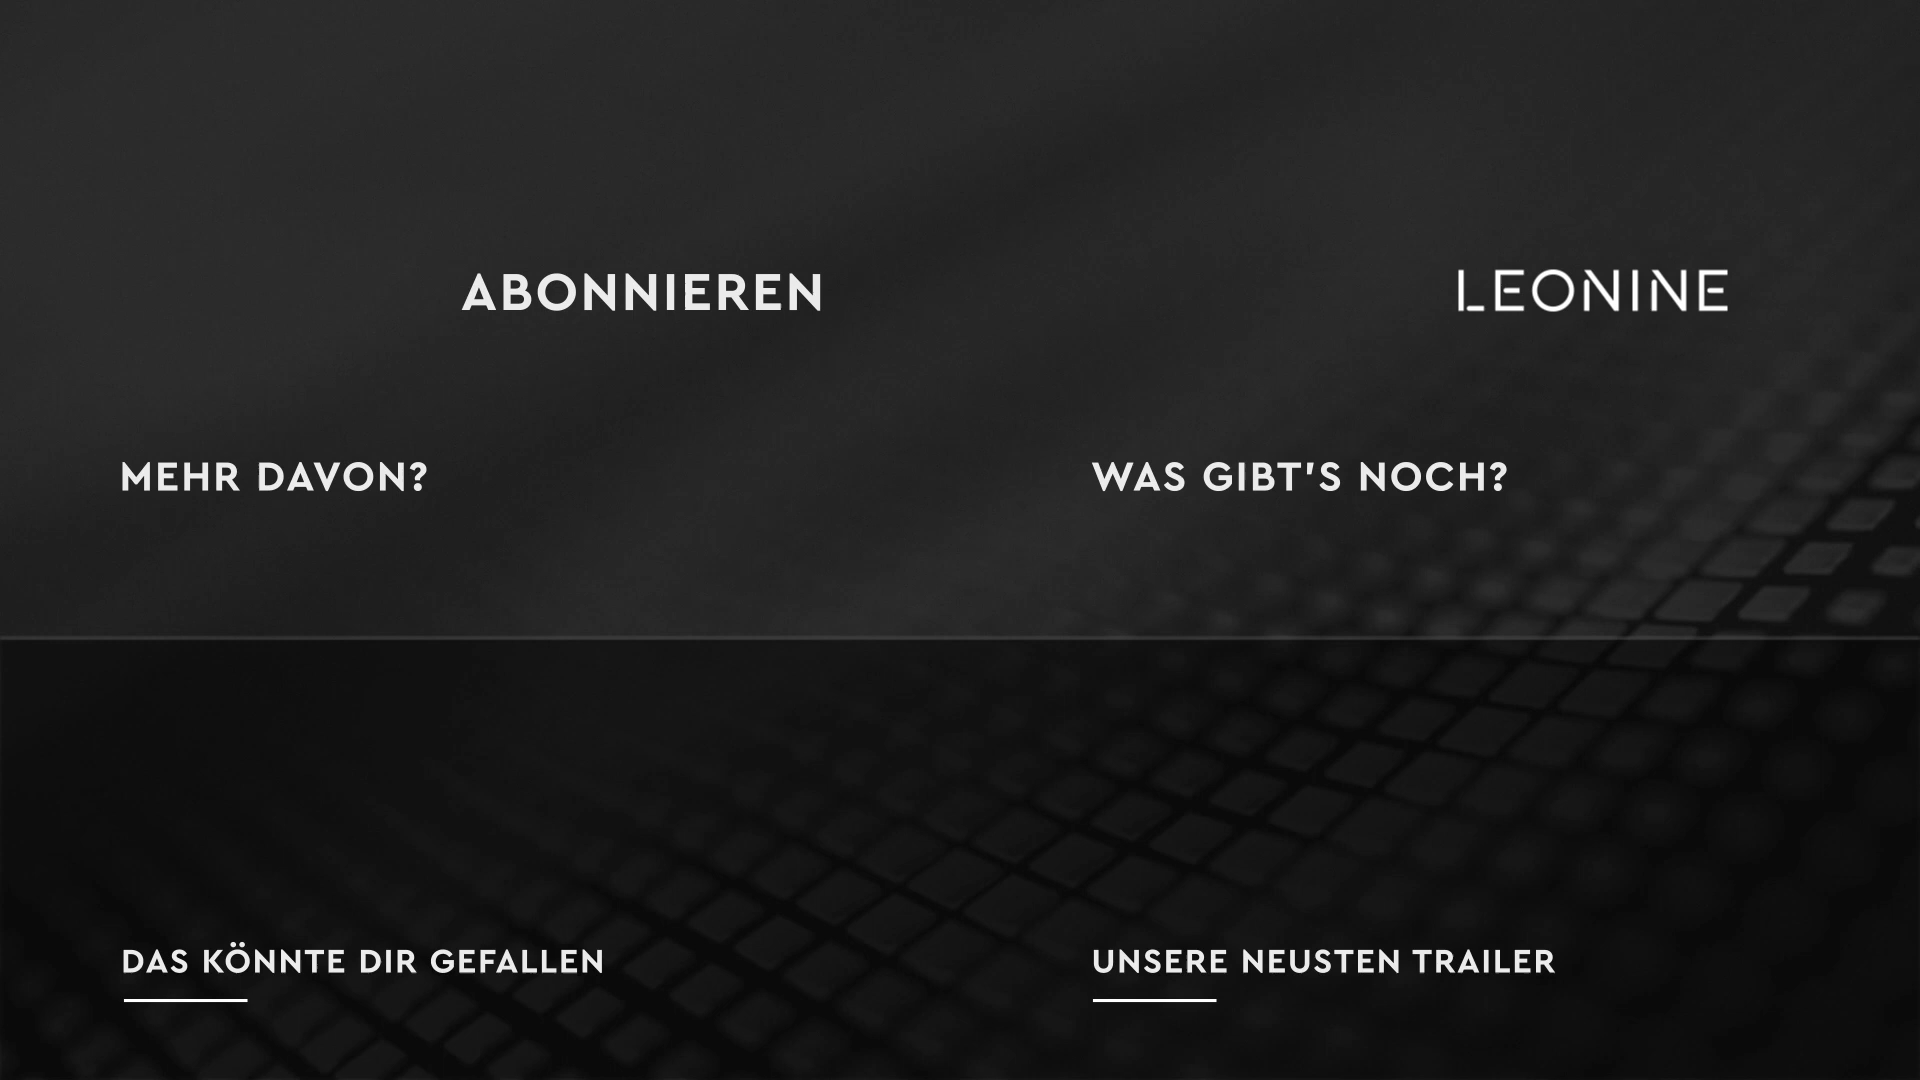 ABONNIEREN
LEONINE
MEHR DAVON?
WAS GIBT'S NOCH?
DAS KÖNNTE DIR GEFALLEN
UNSERE NEUSTEN TRAILER